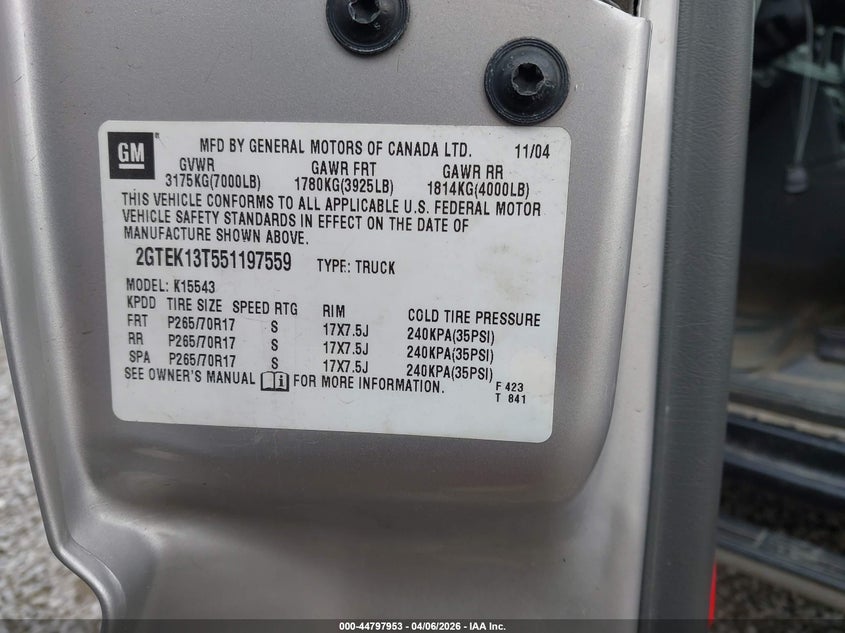 GM ® MFD BY GENERAL MOTORS OF CANADA LTD. 11/04
GVWR GAWR FRT GAWR RR
3175KG(7000LB) 1780KG(3925LB) 1814KG(4000LB)
THIS VEHICLE CONFORMS TO ALL APPLICABLE U.S. FEDERAL MOTOR
VEHICLE SAFETY STANDARDS IN EFFECT ON THE DATE OF
MANUFACTURE SHOWN ABOVE.
2GTEK13T551197559 TYPE: TRUCK
MODEL: K15543
KPDD TIRE SIZE SPEED RTG RIM COLD TIRE PRESSURE
FRT P265/70R17 S 17X7.5J 240KPA(35PSI)
RR P265/70R17 S 17X7.5J 240KPA(35PSI)
SPA P265/70R17 S 17X7.5J 240KPA(35PSI)
SEE OWNER'S MANUAL FOR MORE INFORMATION.
F 423
T 841
000-44797953 - 04/06/2026 - IAA Inc.